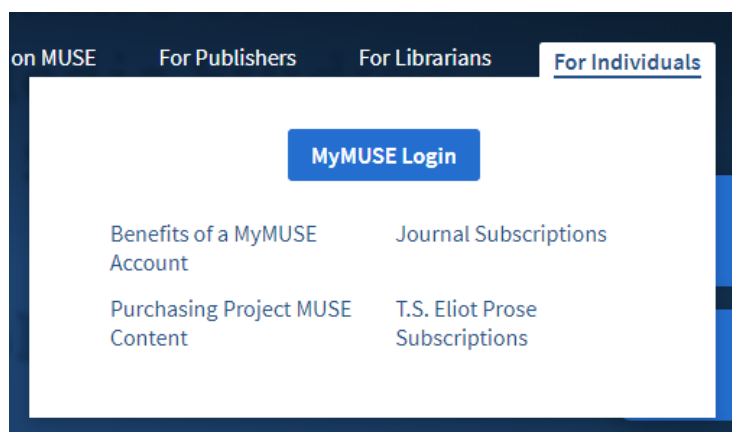 on MUSE For Publishers For Librarians For Individuals
MyMUSE Login
Benefits of a MyMUSE
Account
Journal Subscriptions
Purchasing Project MUSE
Content
T.S. Eliot Prose
Subscriptions